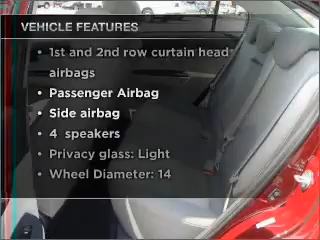 VEHICLE FEATURES
• 1st and 2nd row curtain head
airbags
• Passenger Airbag
• Side airbag
• 4 speakers
• Privacy glass: Light
• Wheel Diameter: 14